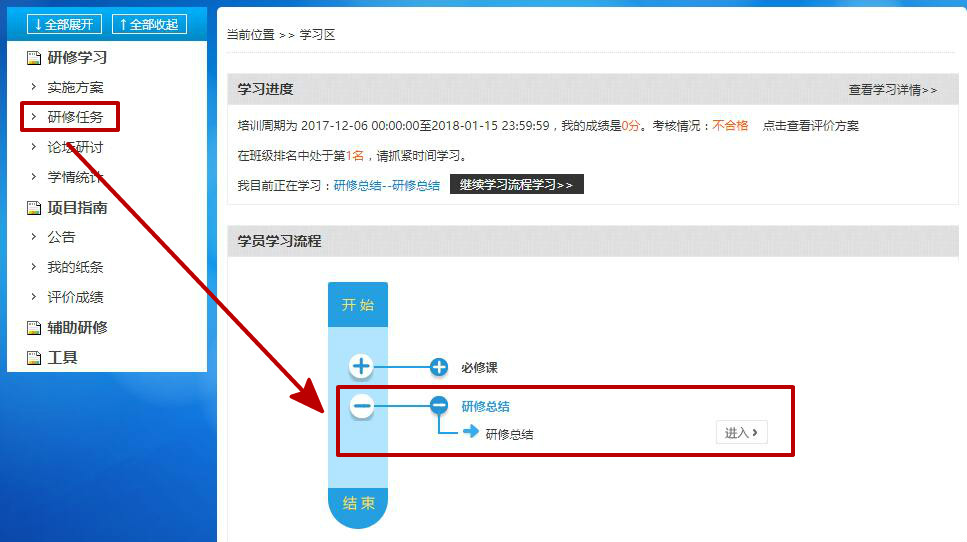 ↓全部展开 ↑全部收起
研修学习
实施方案
研修任务
论坛研讨
学情统计
项目指南
公告
我的纸条
评价成绩
辅助研修
工具
当前位置 >> 学习区
学习进度 查看学习详情>>
培训周期为 2017-12-06 00:00:00至2018-01-15 23:59:59，我的成绩是0分。考核情况：不合格 点击查看评价方案
在班级排名中处于第1名，请抓紧时间学习。
我目前正在学习：研修总结--研修总结 继续学习流程学习>>
学员学习流程
开 始
必修课
研修总结
研修总结 进入 ›
结 束